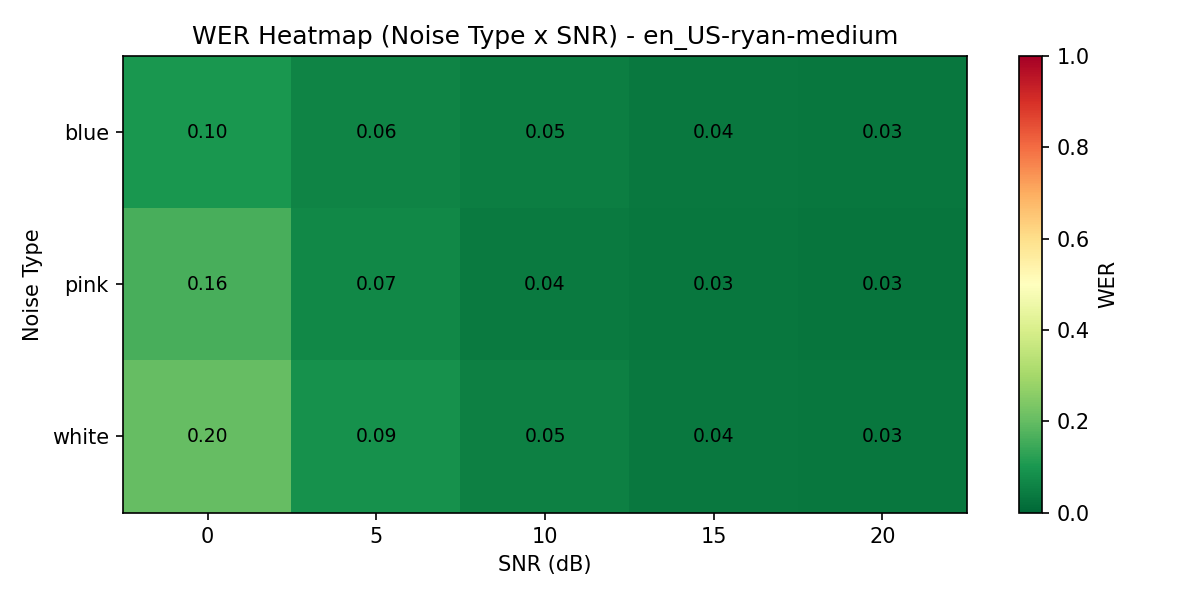 WER Heatmap (Noise Type x SNR) - en_US-ryan-medium
Noise Type
blue 0.10 0.06 0.05 0.04 0.03
pink 0.16 0.07 0.04 0.03 0.03
white 0.20 0.09 0.05 0.04 0.03
0 5 10 15 20
SNR (dB)
1.0
0.8
0.6
0.4
0.2
0.0
WER